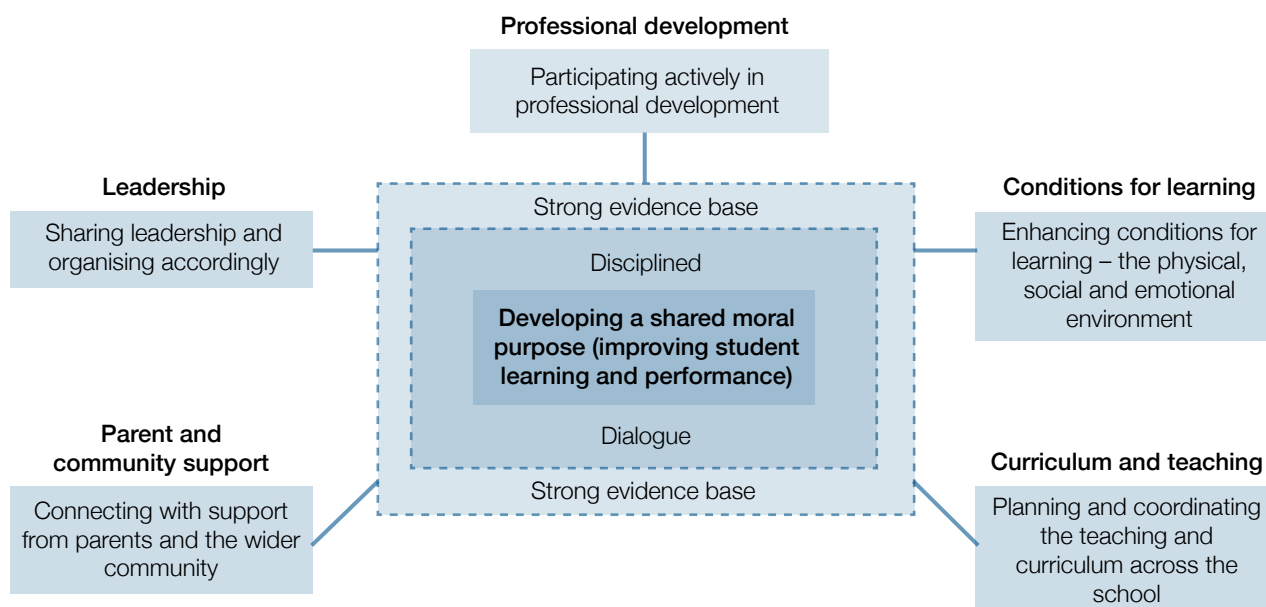 Professional development
Participating actively in
professional development
Leadership
Sharing leadership and
organising accordingly
Conditions for learning
Enhancing conditions for
learning – the physical,
social and emotional
environment
Strong evidence base
Disciplined
Developing a shared moral
purpose (improving student
learning and performance)
Dialogue
Strong evidence base
Parent and
community support
Connecting with support
from parents and the wider
community
Curriculum and teaching
Planning and coordinating
the teaching and
curriculum across the
school